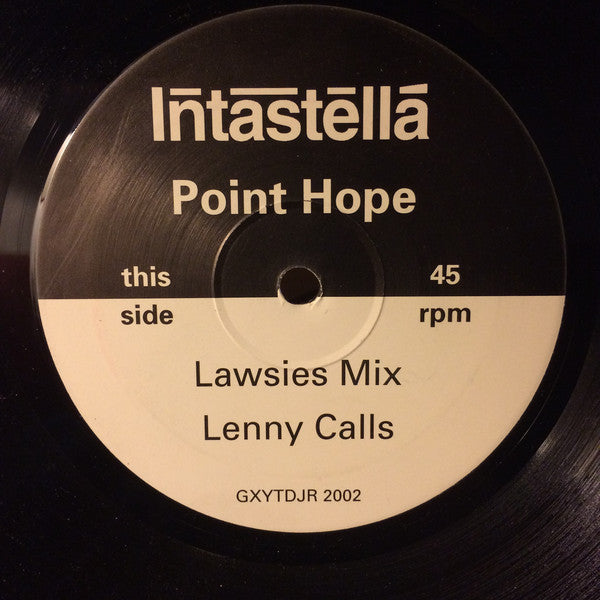 Intastella
Point Hope
this 45
side rpm
Lawsies Mix
Lenny Calls
GXYTDJR 2002